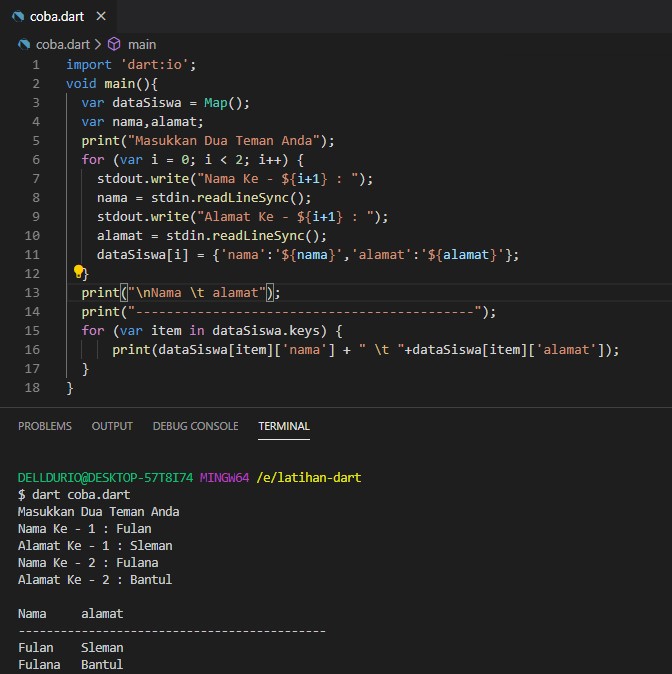 coba.dart
coba.dart > main
1 import 'dart:io';
2 void main(){
3   var dataSiswa = Map();
4   var nama,alamat;
5   print("Masukkan Dua Teman Anda");
6   for (var i = 0; i < 2; i++) {
7     stdout.write("Nama Ke - ${i+1} : ");
8     nama = stdin.readLineSync();
9     stdout.write("Alamat Ke - ${i+1} : ");
10     alamat = stdin.readLineSync();
11     dataSiswa[i] = {'nama':'${nama}','alamat':'${alamat}'};
12   }
13   print("\nNama \t alamat");
14   print("-------------------------------------------");
15   for (var item in dataSiswa.keys) {
16       print(dataSiswa[item]['nama'] + " \t "+dataSiswa[item]['alamat']);
17   }
18 }
PROBLEMS OUTPUT DEBUG CONSOLE TERMINAL
DELLDURIO@DESKTOP-57T8I74 MINGW64 /e/latihan-dart
$ dart coba.dart
Masukkan Dua Teman Anda
Nama Ke - 1 : Fulan
Alamat Ke - 1 : Sleman
Nama Ke - 2 : Fulana
Alamat Ke - 2 : Bantul
Nama     alamat
--------------------------------------------
Fulan    Sleman
Fulana   Bantul